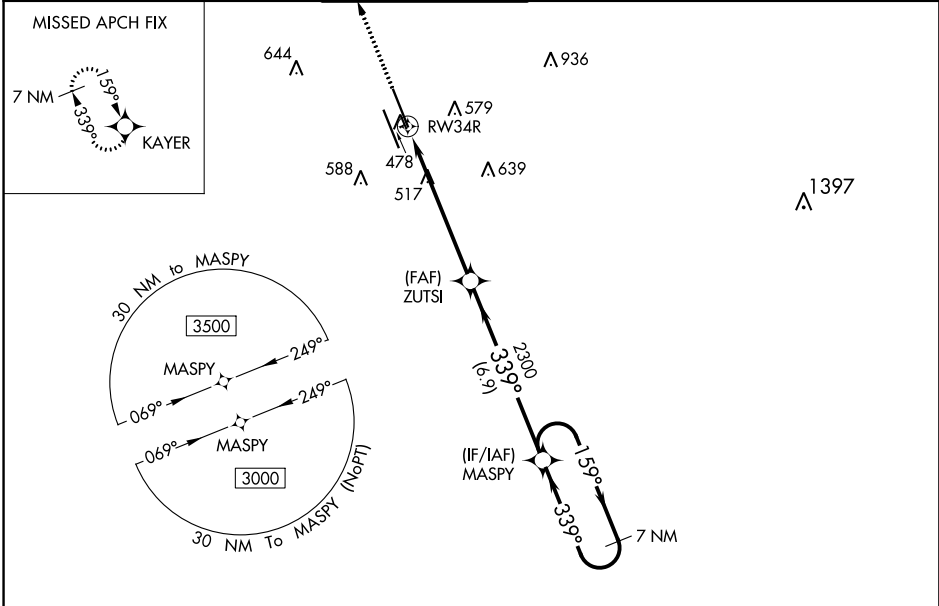 MISSED APCH FIX
159°
7 NM
339°
KAYER
644
936
579
RW34R
478
588
639
517
1397
(FAF)
ZUTSI
2300
339°
(6.9)
30 NM to MASPY
3500
MASPY
249°
069°
249°
069°
MASPY
3000
30 NM To MASPY (NoPT)
(IF/IAF)
MASPY
159°
339°
7 NM